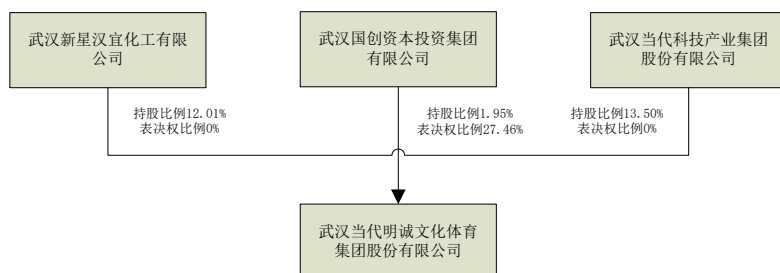 武汉新星汉宜化工有限
公司
武汉国创资本投资集团
有限公司
武汉当代科技产业集团
股份有限公司
持股比例12.01%
表决权比例0%
持股比例1.95%
表决权比例27.46%
持股比例13.50%
表决权比例0%
武汉当代明诚文化体育
集团股份有限公司